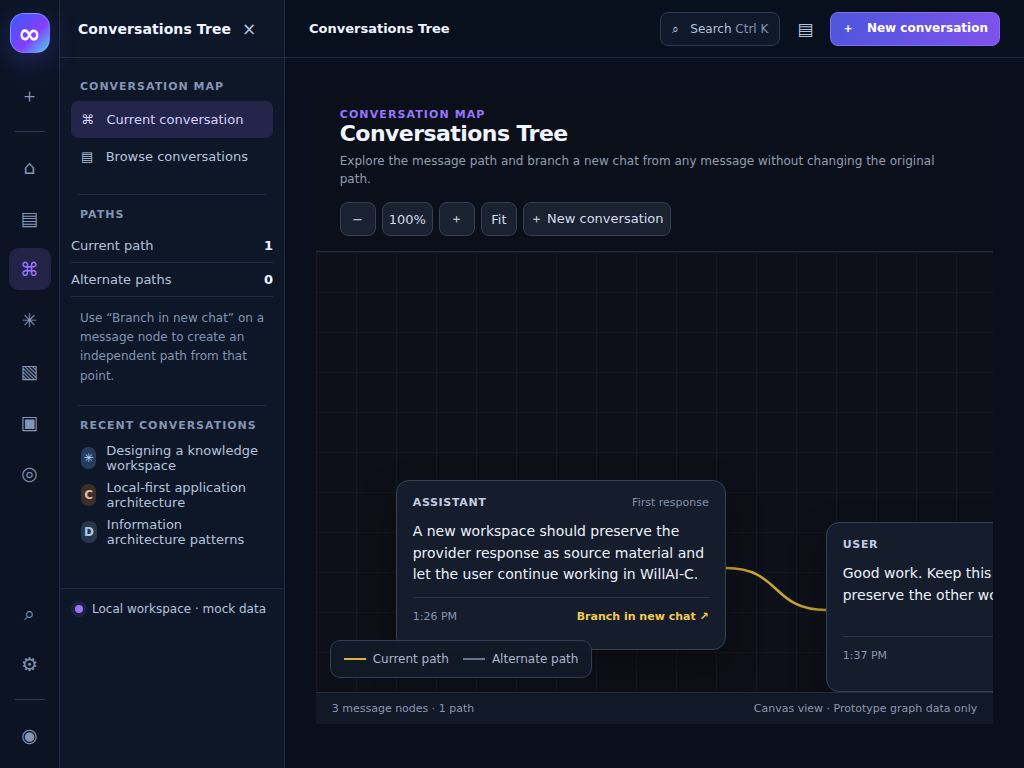 Conversations Tree ×
CONVERSATION MAP
Current conversation
Browse conversations
PATHS
Current path 1
Alternate paths 0
Use “Branch in new chat” on a
message node to create an
independent path from that
point.
RECENT CONVERSATIONS
Designing a knowledge
workspace
C Local-first application
architecture
D Information
architecture patterns
Local workspace · mock data
Conversations Tree
Search Ctrl K
+ New conversation
CONVERSATION MAP
Conversations Tree
Explore the message path and branch a new chat from any message without changing the original
path.
− 100% + Fit + New conversation
ASSISTANT First response
A new workspace should preserve the
provider response as source material and
let the user continue working in WillAI-C.
1:26 PM Branch in new chat ↗
USER
Good work. Keep this
preserve the other
1:37 PM
Current path Alternate path
3 message nodes · 1 path
Canvas view · Prototype graph data only